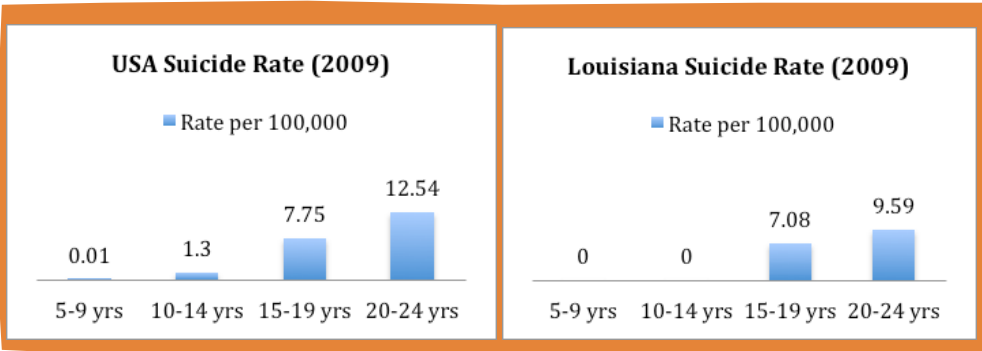 USA Suicide Rate (2009)
Rate per 100,000
12.54
7.75
1.3
0.01
5-9 yrs 10-14 yrs 15-19 yrs 20-24 yrs
Louisiana Suicide Rate (2009)
Rate per 100,000
9.59
7.08
0 0
5-9 yrs 10-14 yrs 15-19 yrs 20-24 yrs